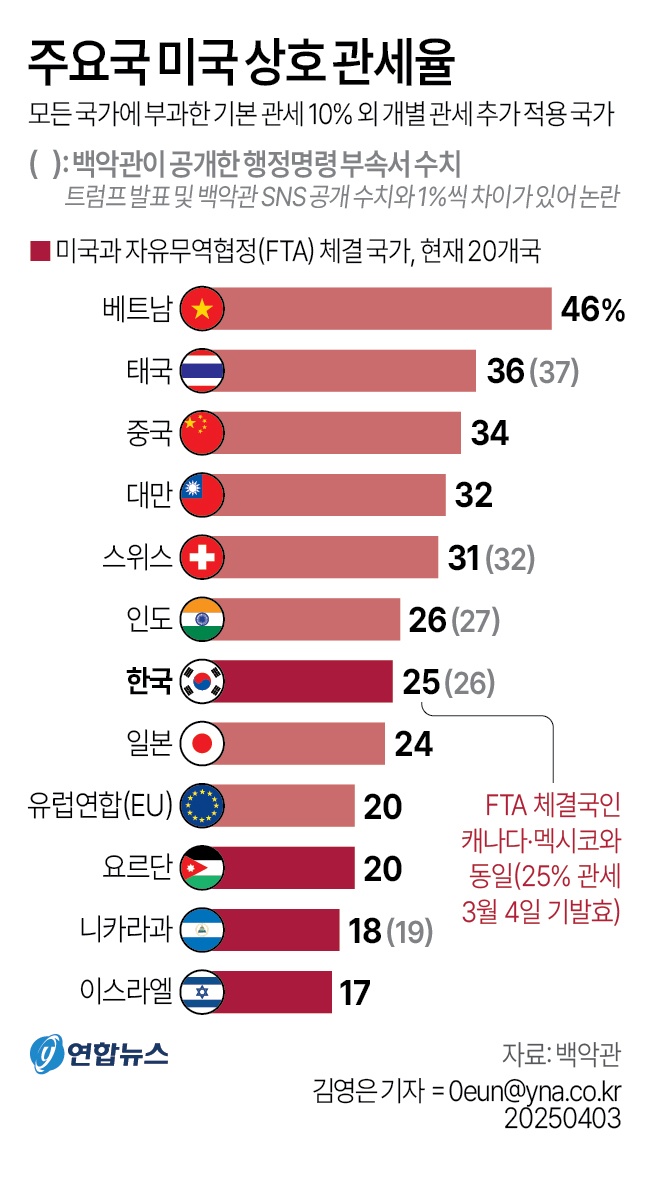 주요국 미국 상호 관세율
모든 국가에 부과한 기본 관세 10% 외 개별 관세 추가 적용 국가
( ): 백악관이 공개한 행정명령 부속서 수치
트럼프 발표 및 백악관 SNS 공개 수치와 1%씩 차이가 있어 논란
미국과 자유무역협정(FTA) 체결 국가, 현재 20개국
베트남 46%
태국 36 (37)
중국 34
대만 32
스위스 31 (32)
인도 26 (27)
한국 25 (26)
일본 24
유럽연합(EU) 20
FTA 체결국인
캐나다·멕시코와
동일(25% 관세
3월 4일 기발효)
요르단 20
니카라과 18 (19)
이스라엘 17
y 연합뉴스
자료: 백악관
김영은 기자 = 0eun@yna.co.kr
20250403